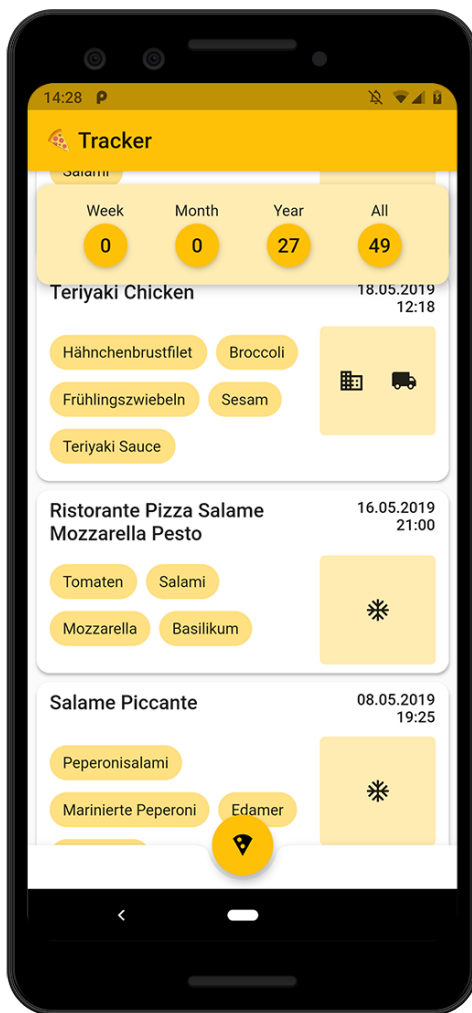 14:28
Tracker
Salami
Week Month Year All
0 0 27 49
Teriyaki Chicken
18.05.2019
12:18
Hähnchenbrustfilet Broccoli
Frühlingszwiebeln Sesam
Teriyaki Sauce
Ristorante Pizza Salame
Mozzarella Pesto
16.05.2019
21:00
Tomaten Salami
Mozzarella Basilikum
Salame Piccante
08.05.2019
19:25
Peperonisalami
Marinierte Peperoni Edamer